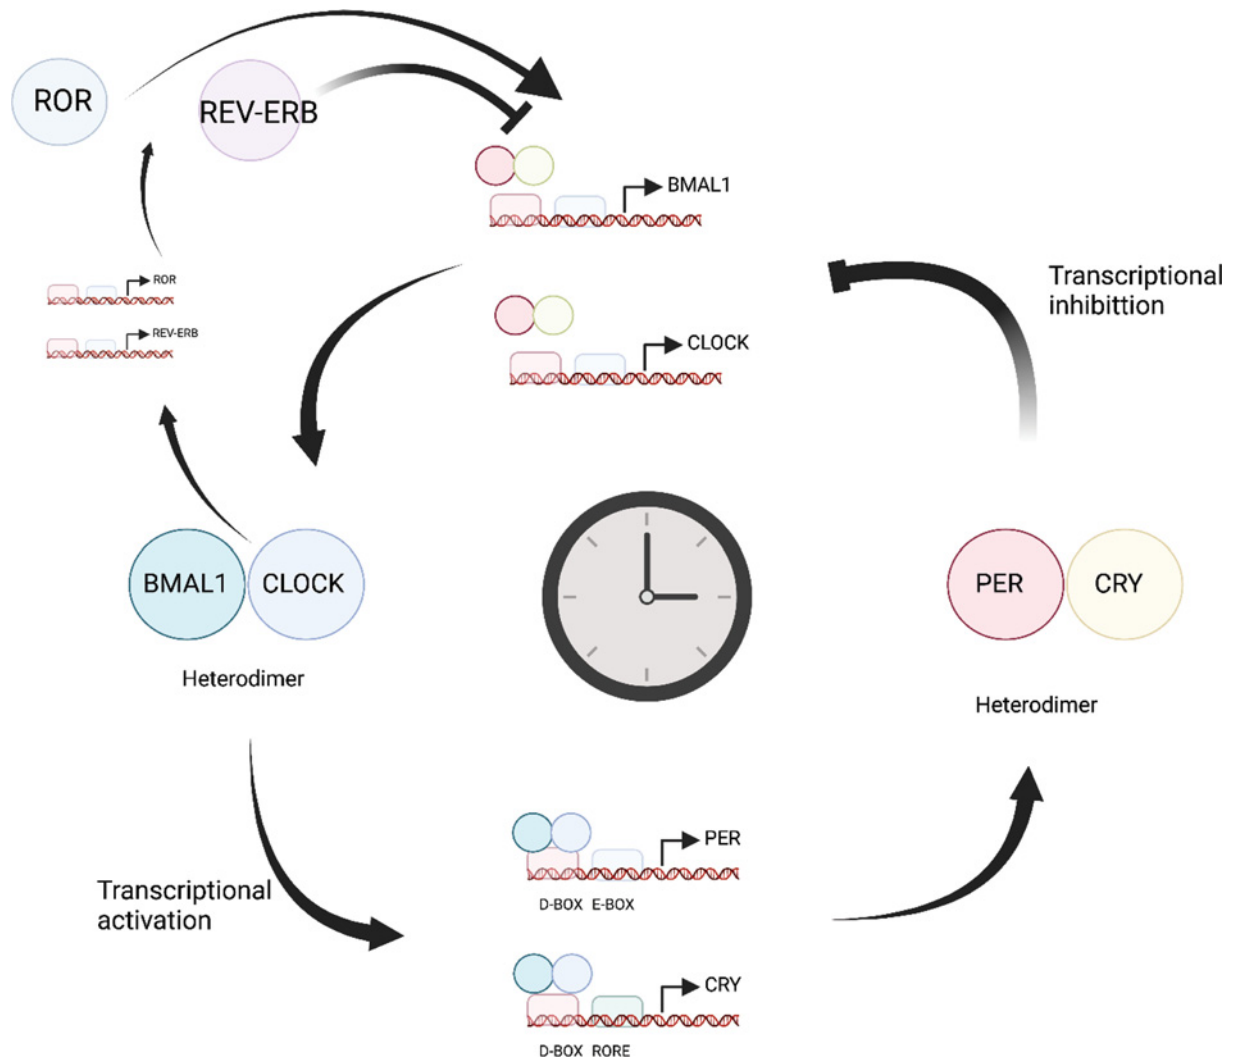 ROR
REV-ERB
BMAL1
ROR
REV-ERB
CLOCK
Transcriptional
inhibittion
BMAL1
CLOCK
Heterodimer
PER
CRY
Heterodimer
Transcriptional
activation
PER
D-BOX E-BOX
CRY
D-BOX RORE